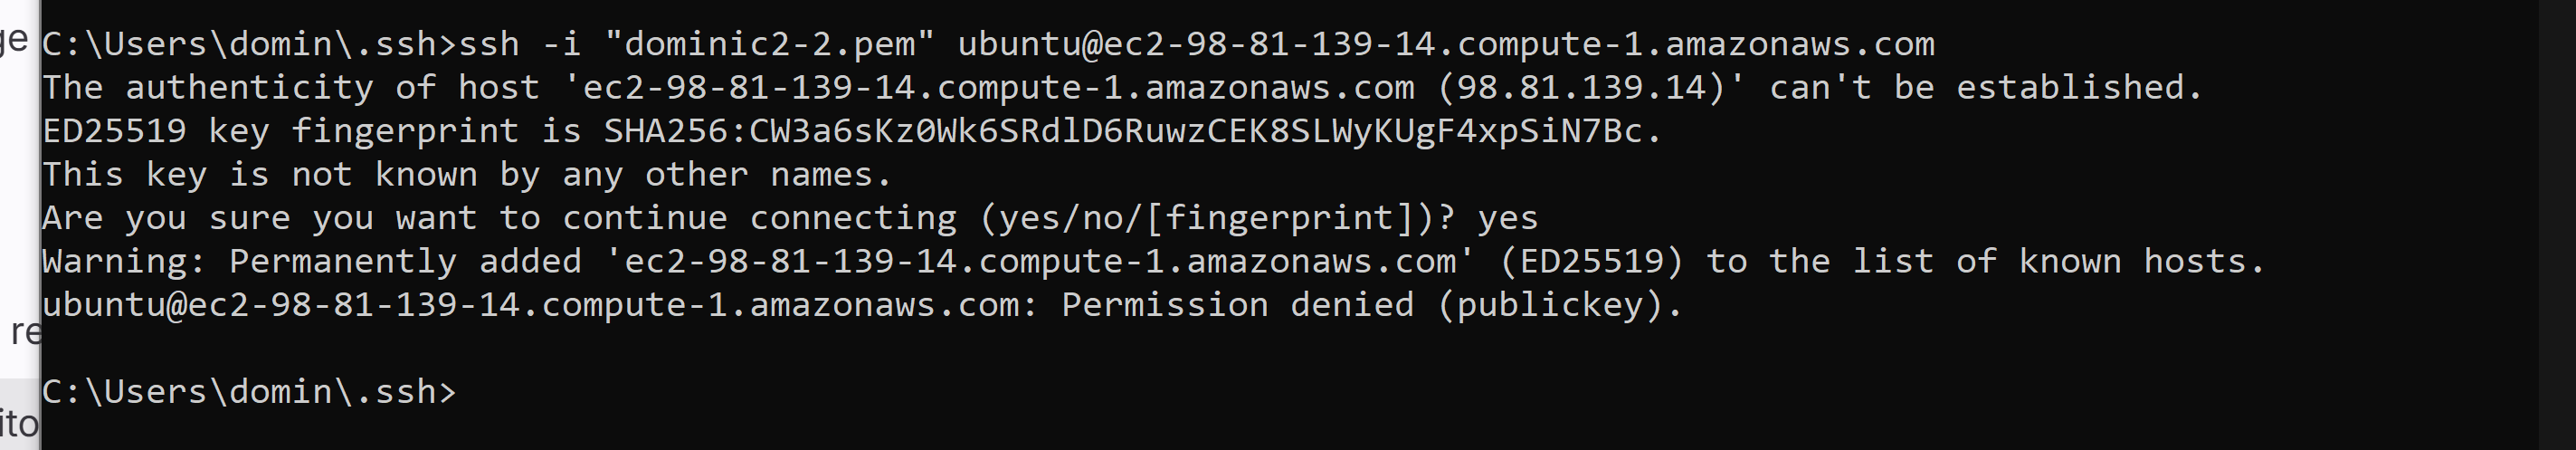 C:\Users\domin\.ssh>ssh -i "dominic2-2.pem" ubuntu@ec2-98-81-139-14.compute-1.amazonaws.com
The authenticity of host 'ec2-98-81-139-14.compute-1.amazonaws.com (98.81.139.14)' can't be established.
ED25519 key fingerprint is SHA256:CW3a6sKz0Wk6SRdlD6RuwzCEK8SLWyKUgF4xpSiN7Bc.
This key is not known by any other names.
Are you sure you want to continue connecting (yes/no/[fingerprint])? yes
Warning: Permanently added 'ec2-98-81-139-14.compute-1.amazonaws.com' (ED25519) to the list of known hosts.
ubuntu@ec2-98-81-139-14.compute-1.amazonaws.com: Permission denied (publickey).
C:\Users\domin\.ssh>